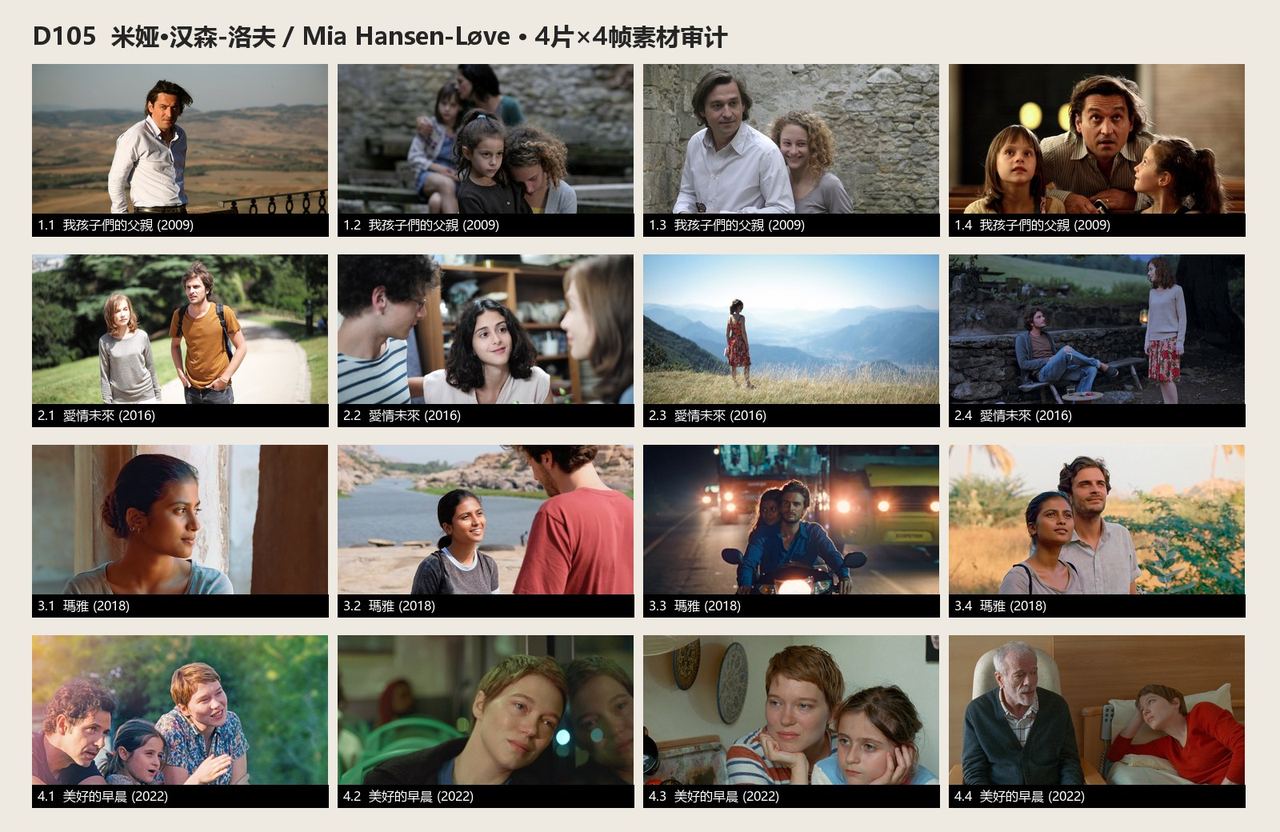 D105 米娅•汉森-洛夫 / Mia Hansen-Løve • 4片×4帧素材审计
1.1 我孩子們的父親 (2009)
1.2 我孩子們的父親 (2009)
1.3 我孩子們的父親 (2009)
1.4 我孩子們的父親 (2009)
2.1 愛情未來 (2016)
2.2 愛情未來 (2016)
2.3 愛情未來 (2016)
2.4 愛情未來 (2016)
3.1 瑪雅 (2018)
3.2 瑪雅 (2018)
3.3 瑪雅 (2018)
3.4 瑪雅 (2018)
4.1 美好的早晨 (2022)
4.2 美好的早晨 (2022)
4.3 美好的早晨 (2022)
4.4 美好的早晨 (2022)